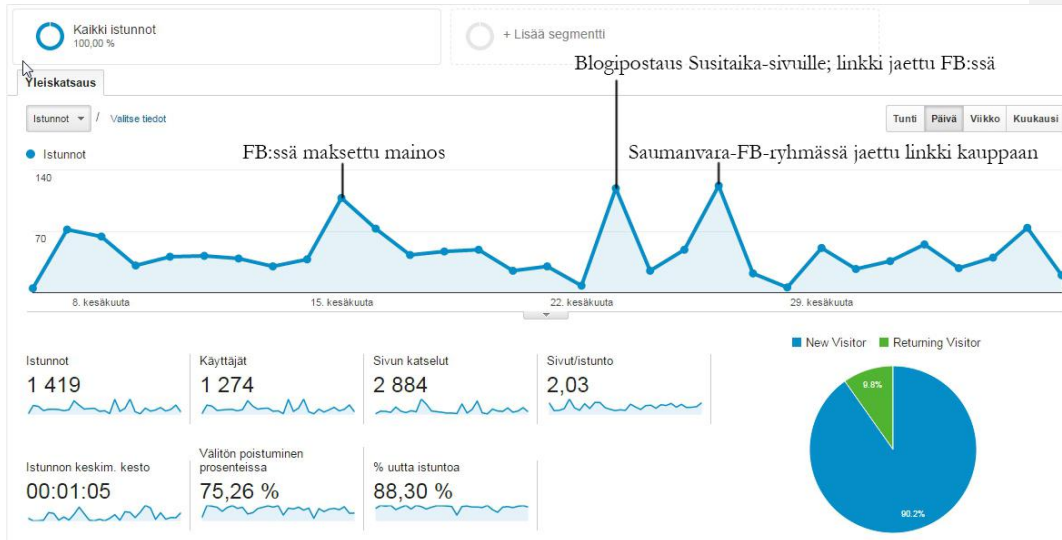 Kaikki istunnot
100,00 %
+ Lisää segmentti
Blogipostaus Susitaika-sivuille; linkki jaettu FB:ssä
Yleiskatsaus
Istunnot / Valitse tiedot
Tunti Päivä Viikko Kuukausi
Istunnot
FB:ssä maksettu mainos
Saumanvara-FB-ryhmässä jaettu linkki kauppaan
140
70
8. kesäkuuta 15. kesäkuuta 22. kesäkuuta 29. kesäkuuta
New Visitor Returning Visitor
Istunnot
1 419
Käyttäjät
1 274
Sivun katselut
2 884
Sivut/istunto
2,03
9.8%
90.2%
Istunnon keskim. kesto
00:01:05
Välitön poistuminen
prosenteissa
75,26 %
% uutta istuntoa
88,30 %